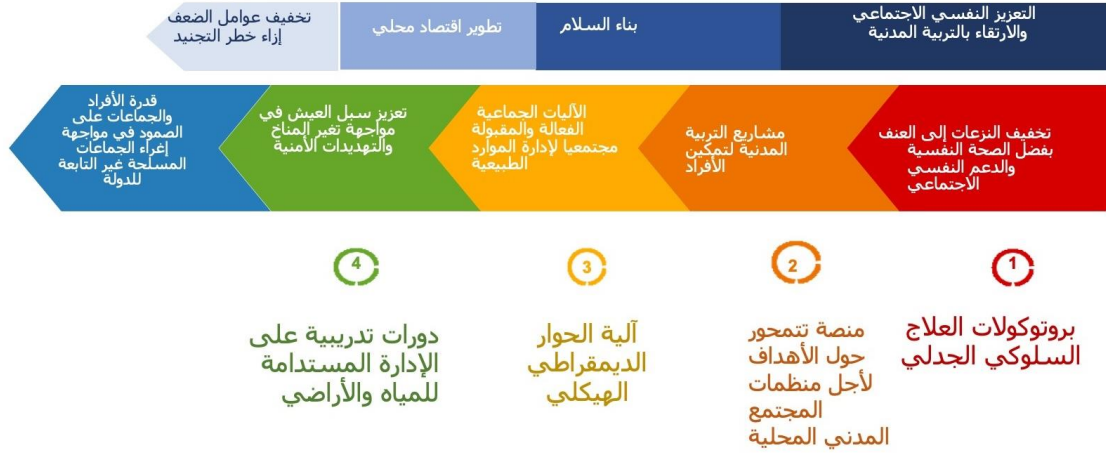 التعزيز النفسي الاجتماعي
والارتقاء بالتربية المدنية
بناء السلام
تطوير اقتصاد محلي
تخفيف عوامل الضعف
إزاء خطر التجنيد
تخفيف النزعات إلى العنف
بفضل الصحة النفسية
والدعم النفسي
الاجتماعي
مشاريع التربية
المدنية لتمكين
الأفراد
الآليات الجماعية
الفعالة والمقبولة
مجتمعيا لإدارة الموارد
الطبيعية
تعزيز سبل العيش في
مواجهة تغير المناخ
والتهديدات الأمنية
قدرة الأفراد
والجماعات على
الصمود في مواجهة
إغراء الجماعات
المسلحة غير التابعة
للدولة
1
بروتوكولات العلاج
السلوكي الجدلي
2
منصة تتمحور
حول الأهداف
لأجل منظمات
المجتمع
المدني المحلية
3
آلية الحوار
الديمقراطي
الهيكلي
4
دورات تدريبية على
الإدارة المستدامة
للمياه والأراضي